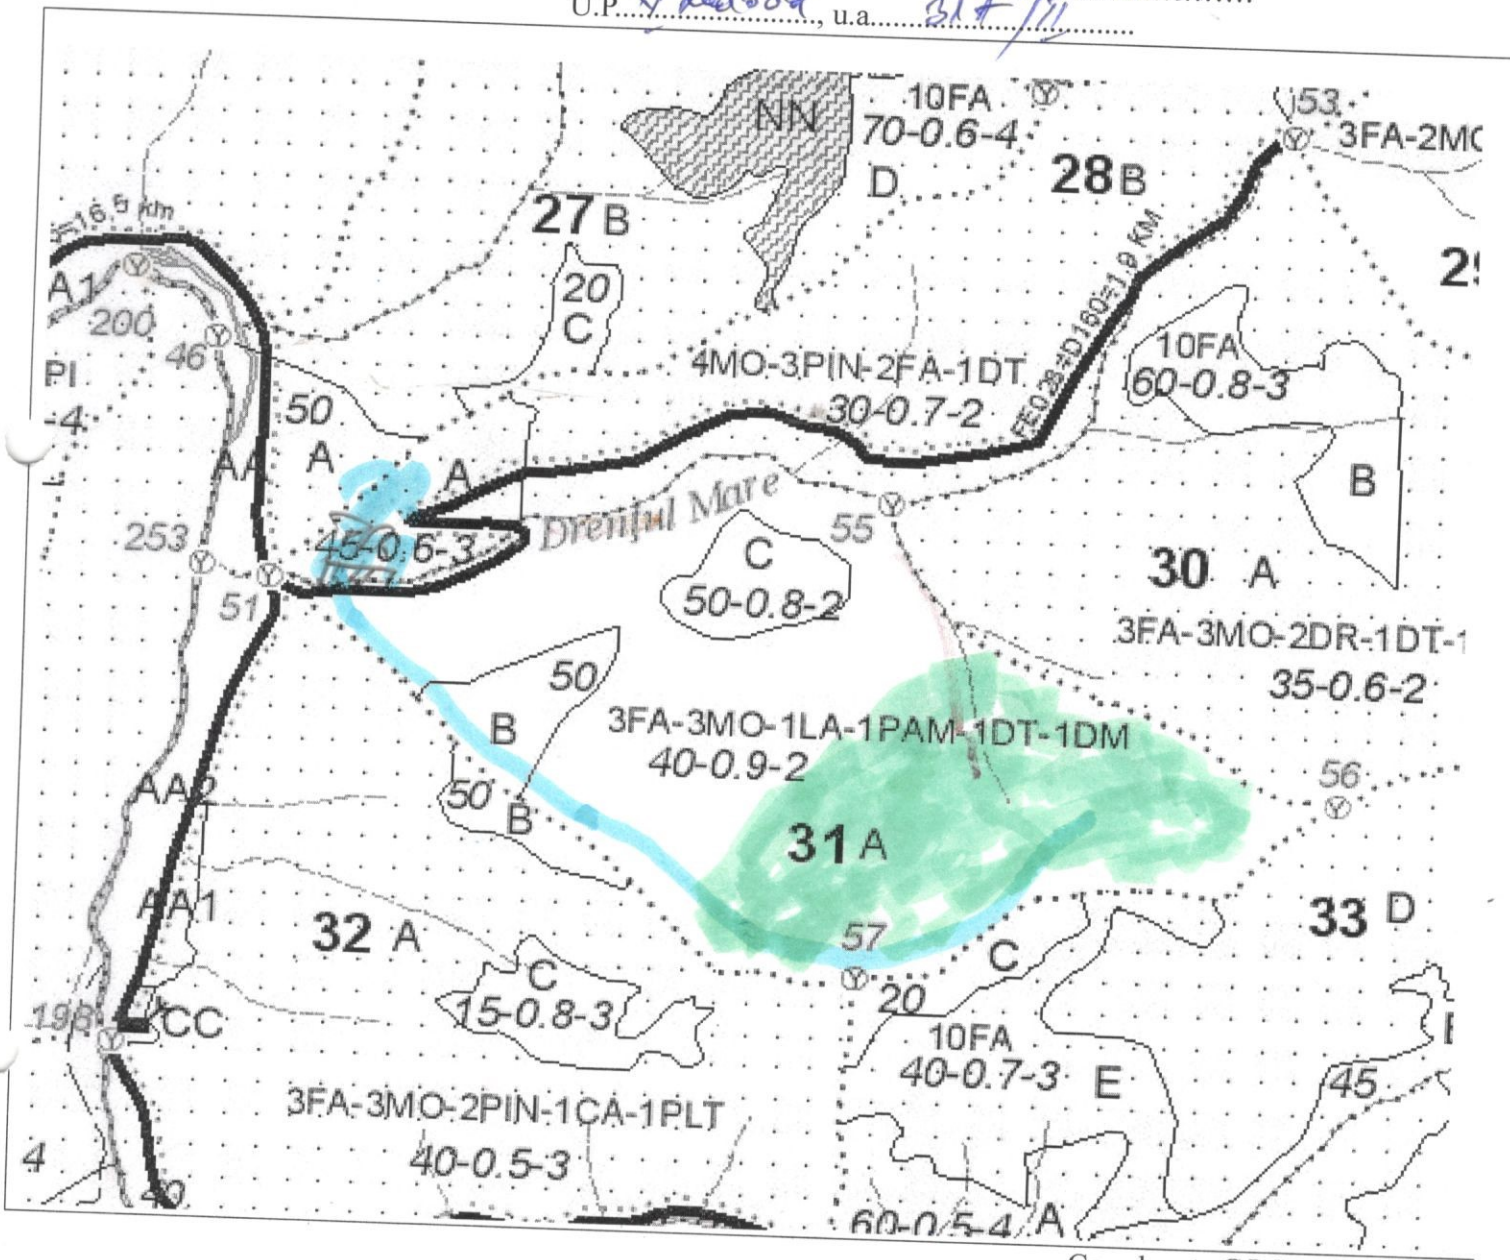 U.P. , u.a. 31A
53
10FA
NN
70-0.6-4
3FA-2MC
D
28 B
=16.5 km
27 B
FE028=D160=1.9 KM
A1
20
200
C
10FA
46
60-0.8-3
PI
4MO-3PIN-2FA-1DT
50
30-0.7-2
-4
A
A
AA
B
Drenful Mare
253
45-0.6-3
55
C
30 A
51
50-0.8-2
3FA-3MO-2DR-1DT-1
50
35-0.6-2
B
3FA-3MO-1LA-1PAM-1DT-1DM
40-0.9-2
56
AA2
50
B
31 A
AA1
33 D
32 A
57
C
C
20
198
CC
15-0.8-3
10FA
40-0.7-3
E
45
3FA-3MO-2PIN-1CA-1PLT
4
40-0.5-3
40
60-0.5-4
A